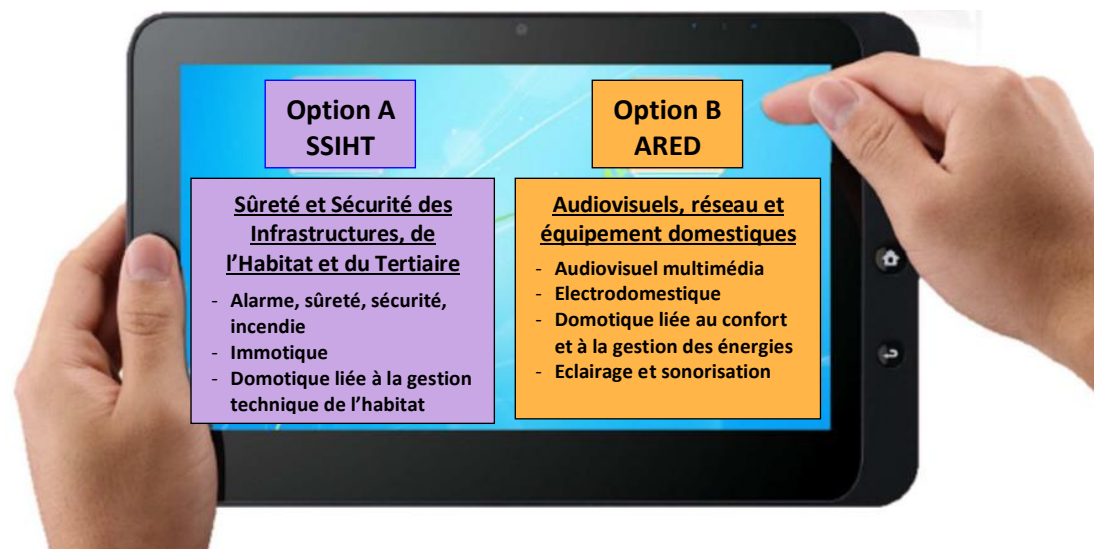 Option A
SSIHT
Sûreté et Sécurité des
Infrastructures, de
l’Habitat et du Tertiaire
- Alarme, sûreté, sécurité,
incendie
- Immotique
- Domotique liée à la gestion
technique de l’habitat
Option B
ARED
Audiovisuels, réseau et
équipement domestiques
- Audiovisuel multimédia
- Electrodomestique
- Domotique liée au confort
et à la gestion des énergies
- Eclairage et sonorisation